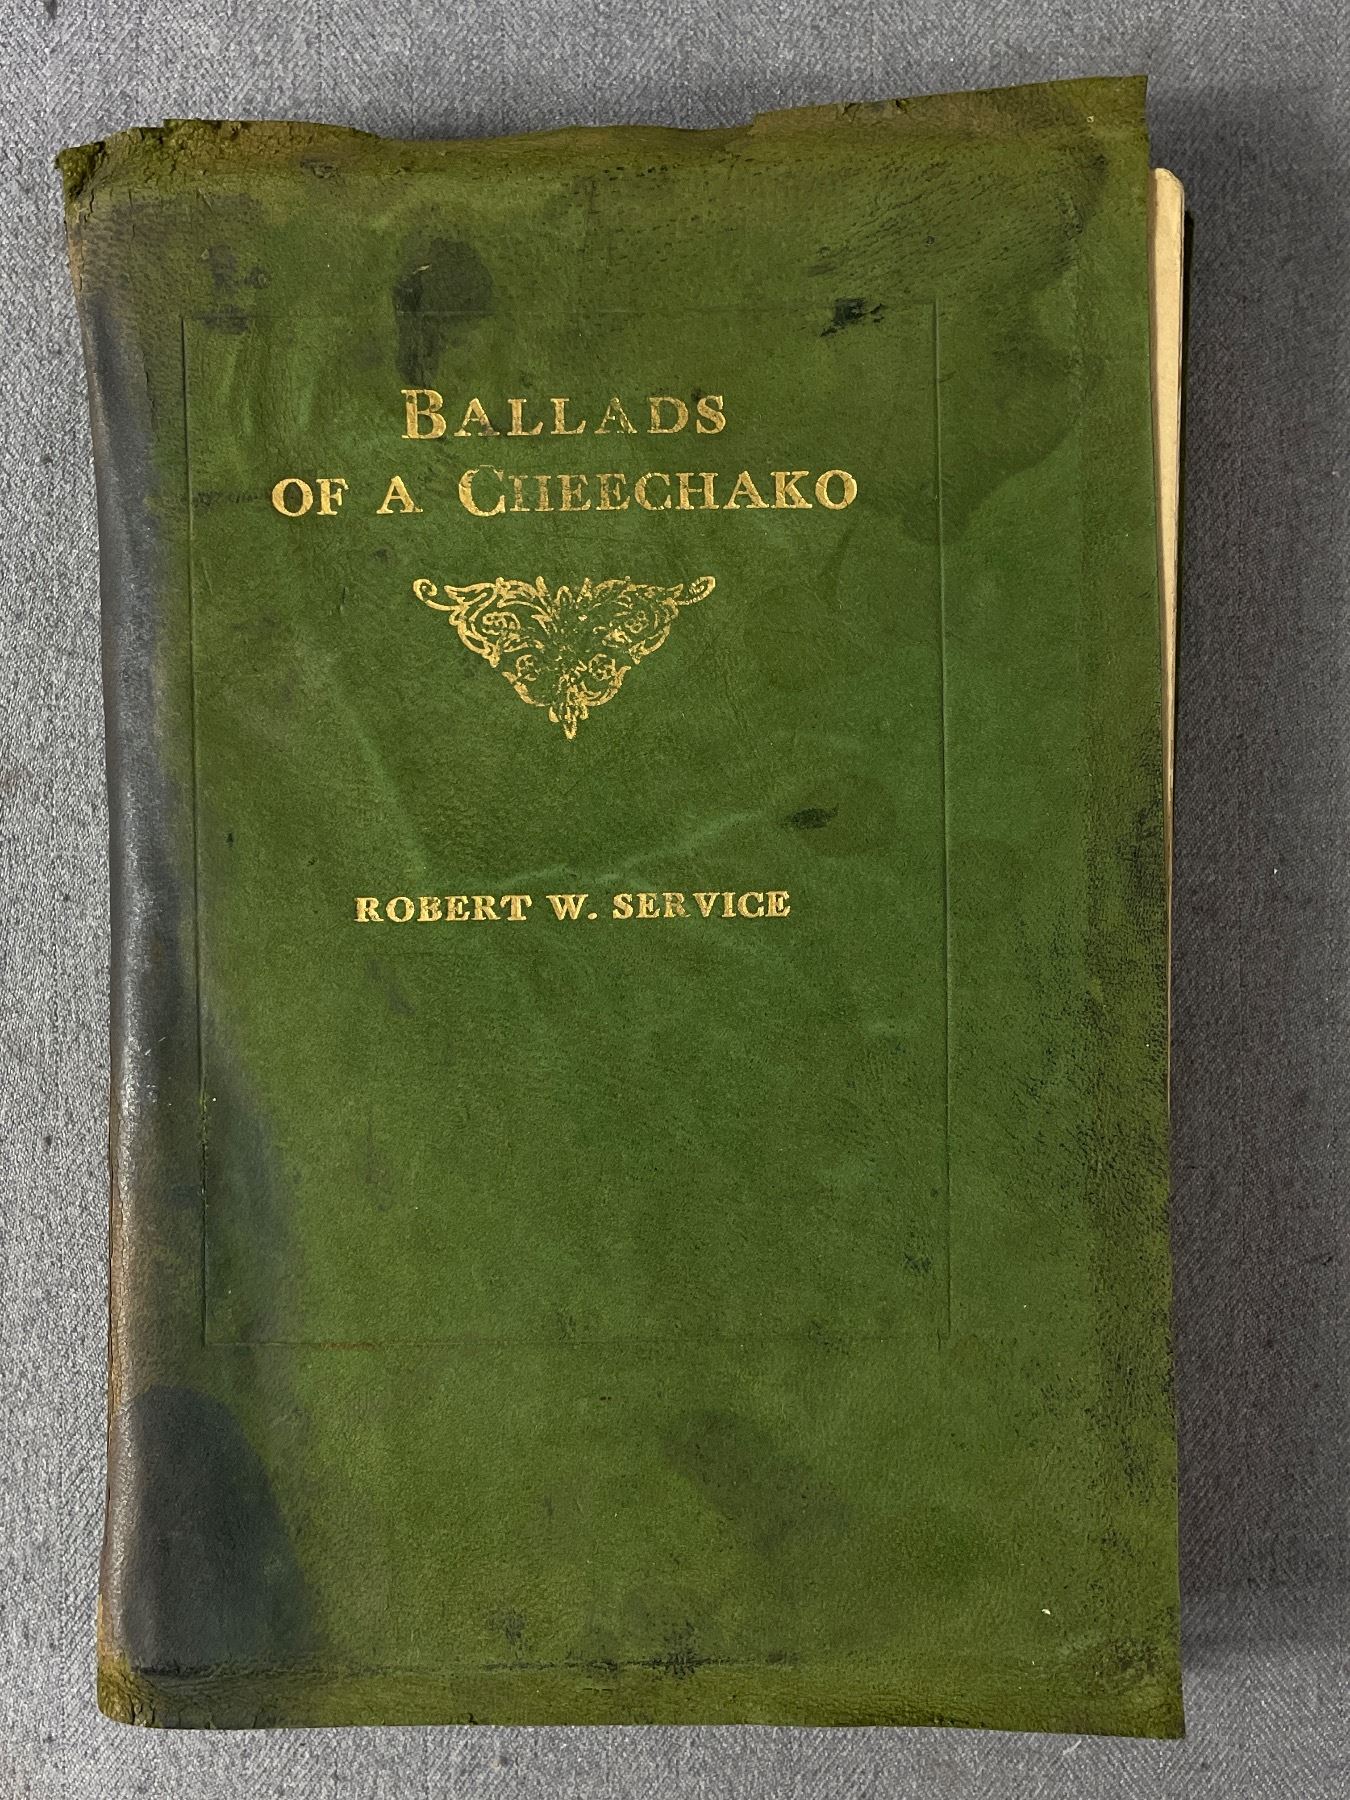 BALLADS
OF A CHEECHAKO
ROBERT W. SERVICE